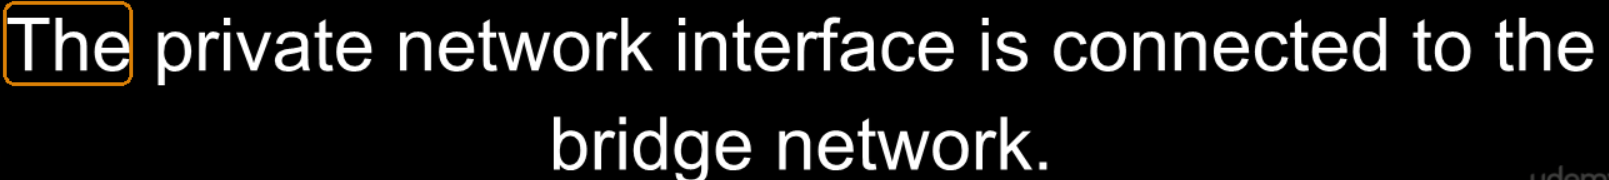 The private network interface is connected to the
bridge network.